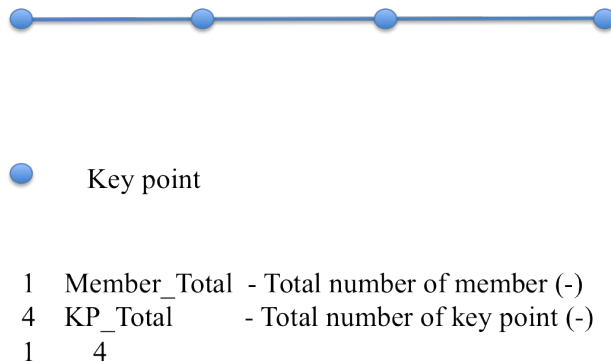 Key point
1 Member_Total - Total number of member (-)
4 KP_Total - Total number of key point (-)
1 4